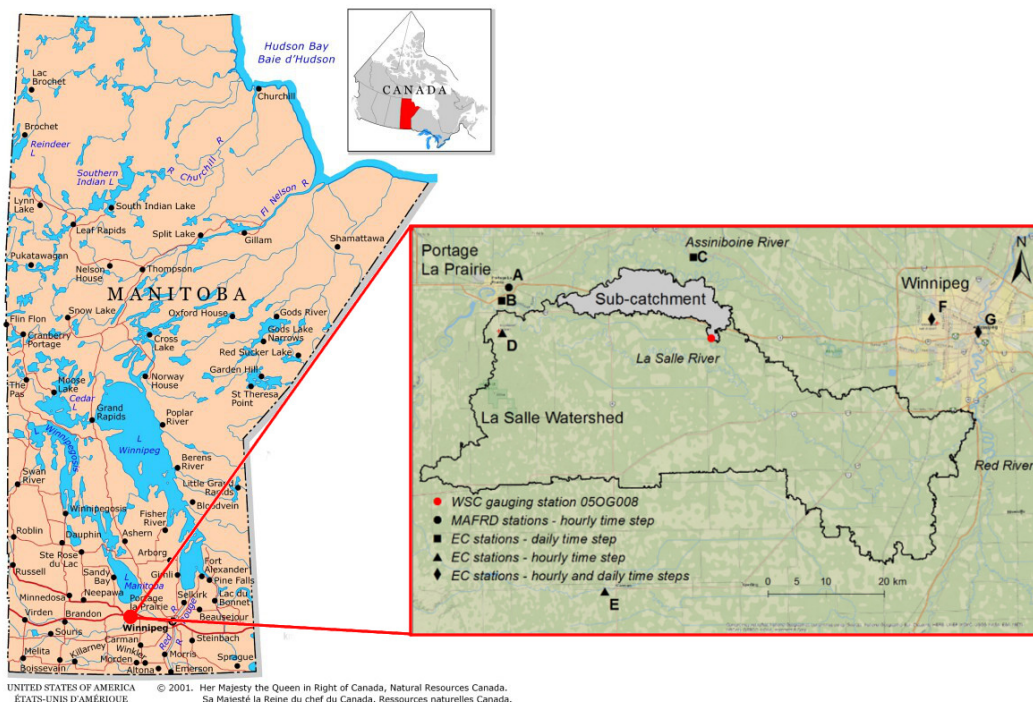 Hudson Bay
Baie d'Hudson
CANADA
Lac
Brochet
Churchill
Brochet
Reindeer
L
Southern
Indian L
R Churchill R
Lynn
Lake
South Indian Lake
Fl Nelson R
Leaf Rapids
Split Lake
Gillam
Shamattawa
Pukatawagan
Nelson
House
Thompson
MANITOBA
Flin Flon
Snow Lake
Oxford House
Gods River
Cranberry
Portage
Cross
Lake
Gods Lake
Narrows
Red Sucker Lake
The
Pas
Moose
Lake
Norway
House
Garden Hill
St Theresa
Point
Cedar
L
Grand
Rapids
Poplar
River
L
Winnipegosis
L
Winnipeg
Swan
River
Berens
River
Little Grand
Rapids
Winnipegosis
Fisher
River
Bloodvein
Roblin
Dauphin
Ashern
Ste Rose
du Lac
Arborg
Russell
Sandy
Bay
L
Manitoba
Gimli
Fort
Alexander
Pine Falls
Minnedosa
Neepawa
Portage
la Prairie
Selkirk
Lac du
Bonnet
Virden
Brandon
Winnipeg
Beausejour
Red R
Rouge R
Souris
Carman
Steinbach
Melita
Killarney
Winkler
Morden
Morris
Boissevain
Altona
Emerson
Sprague
UNITED STATES OF AMERICA
ÉTATS-UNIS D'AMÉRIQUE
© 2001. Her Majesty the Queen in Right of Canada, Natural Resources Canada.
Sa Majesté la Reine du chef du Canada, Ressources naturelles Canada.
Portage
La Prairie
Assiniboine River
N
A
B
C
Sub-catchment
Winnipeg
F
G
D
La Salle River
La Salle Watershed
Red River
WSC gauging station 05OG008
MAFRD stations - hourly time step
EC stations - daily time step
EC stations - hourly time step
EC stations - hourly and daily time steps
E
0 10 20 km